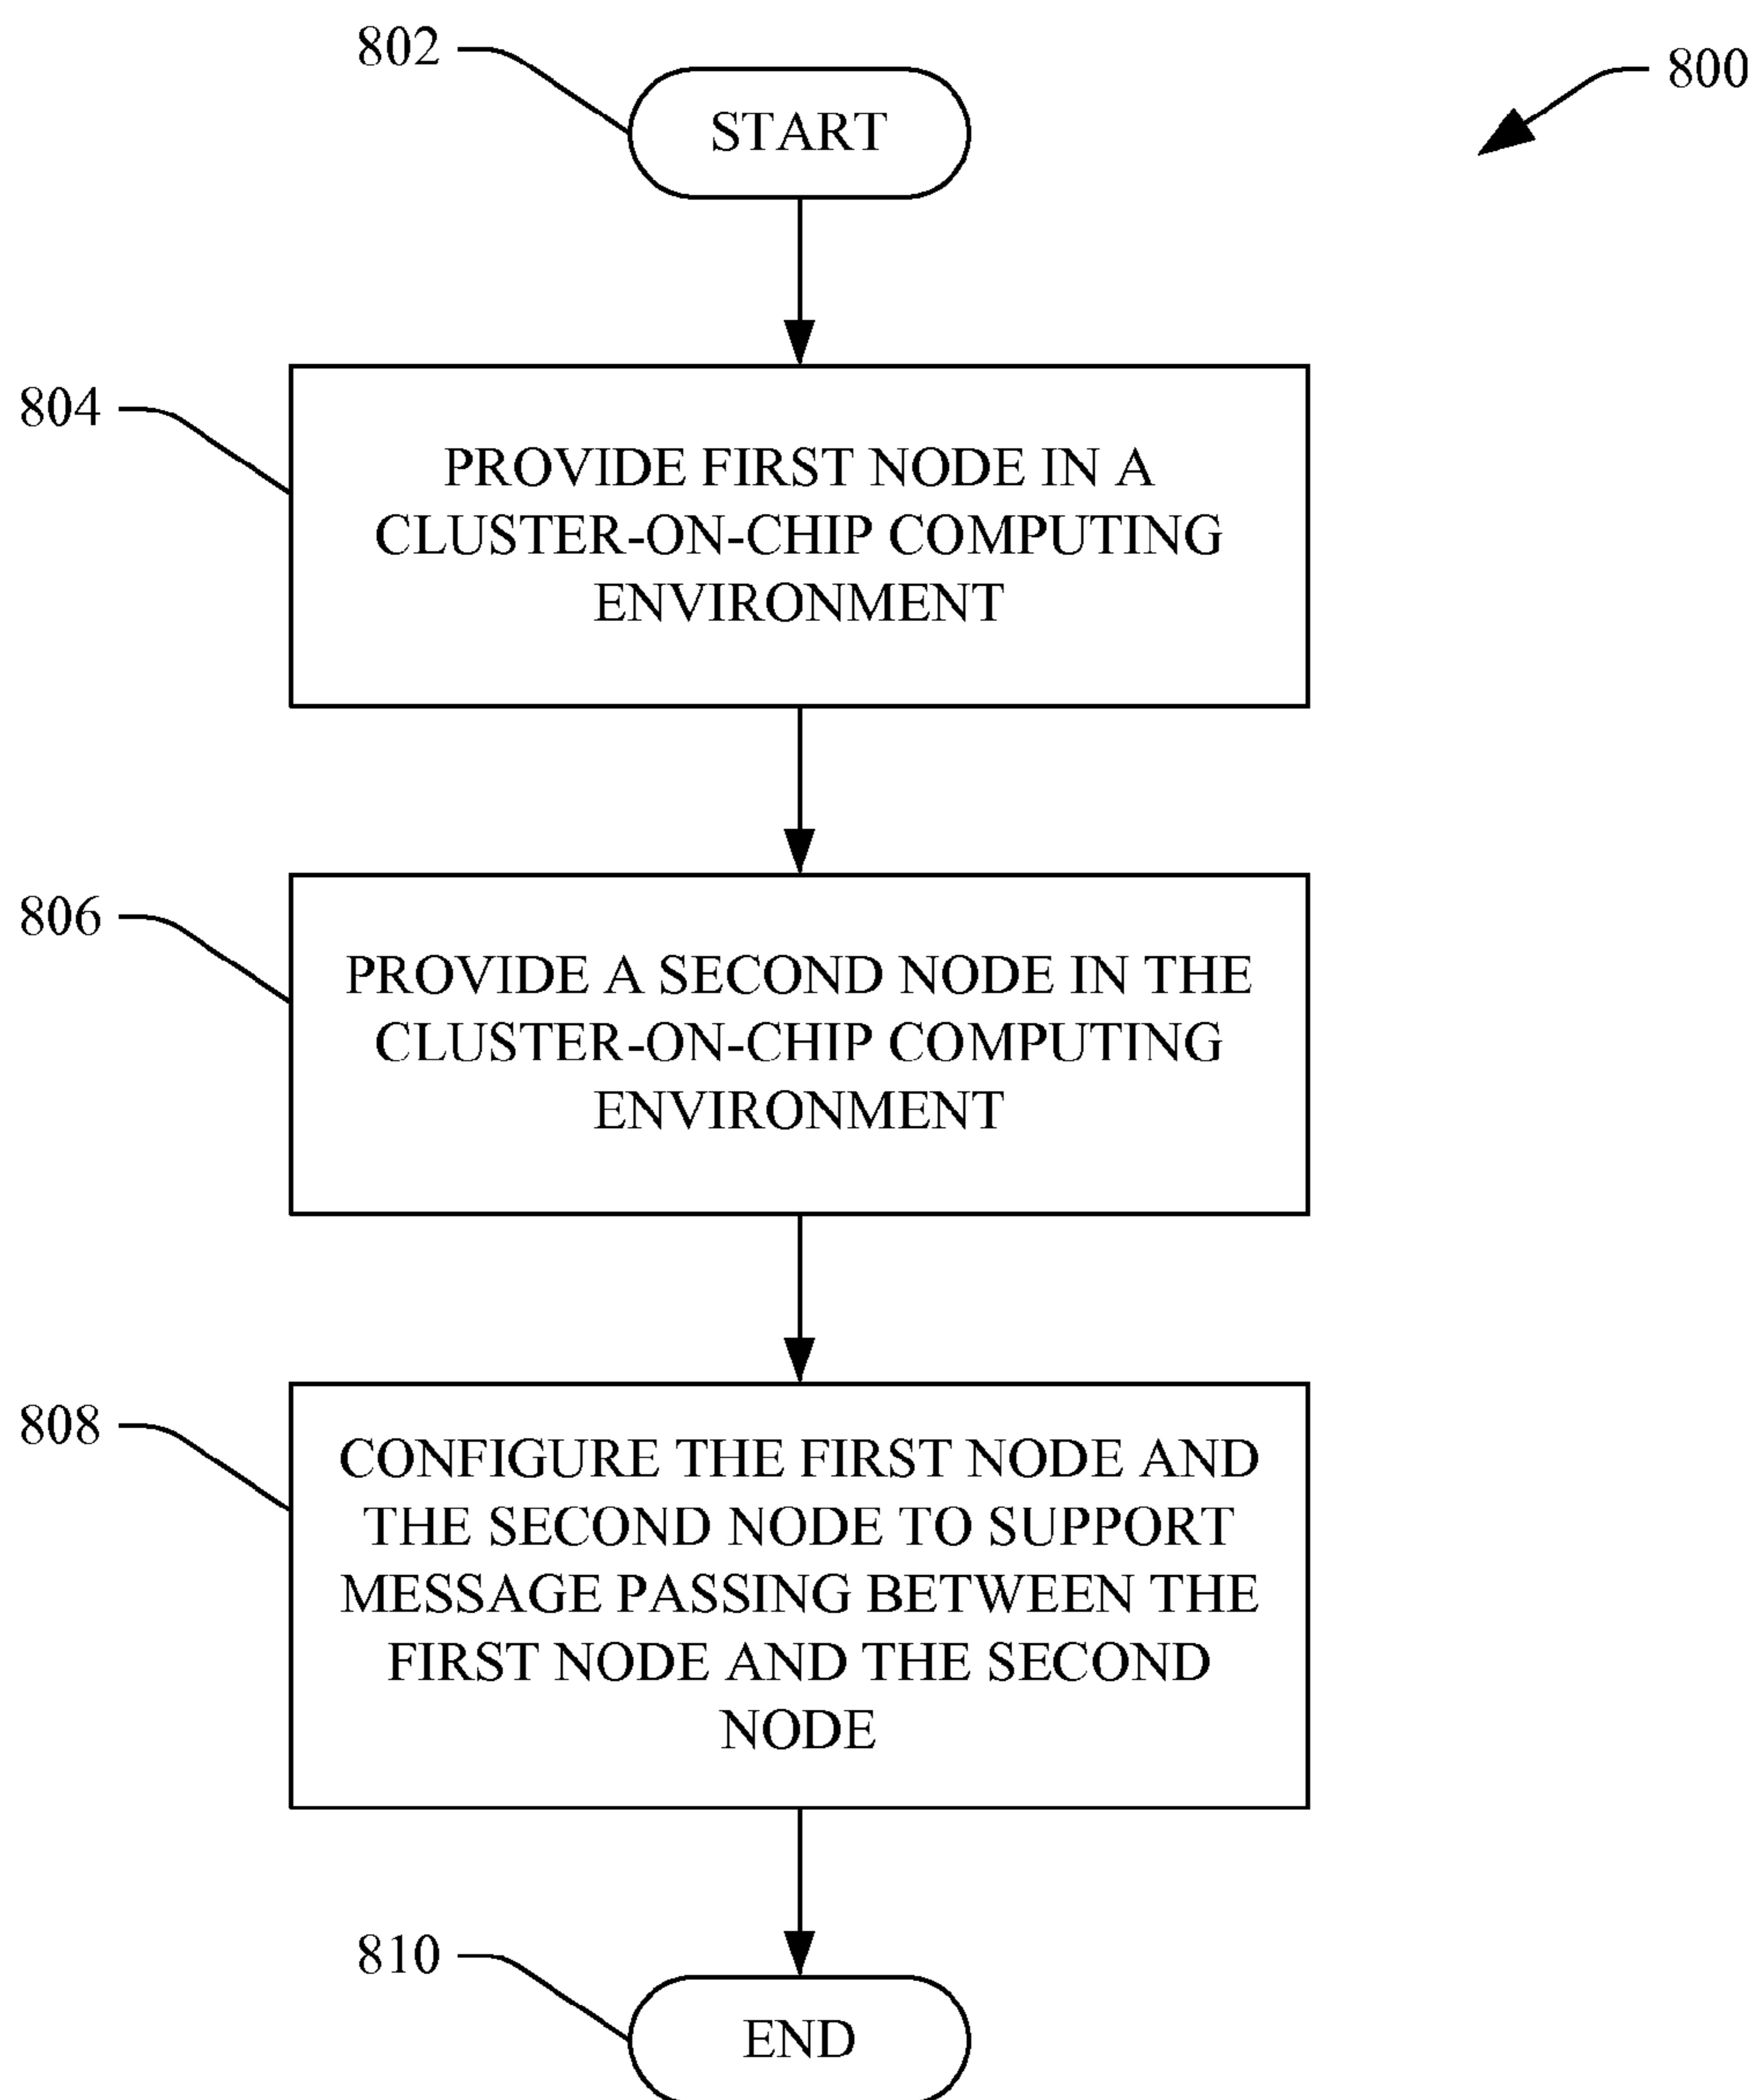 802
800
START
804
PROVIDE FIRST NODE IN A
CLUSTER-ON-CHIP COMPUTING
ENVIRONMENT
806
PROVIDE A SECOND NODE IN THE
CLUSTER-ON-CHIP COMPUTING
ENVIRONMENT
808
CONFIGURE THE FIRST NODE AND
THE SECOND NODE TO SUPPORT
MESSAGE PASSING BETWEEN THE
FIRST NODE AND THE SECOND
NODE
810
END